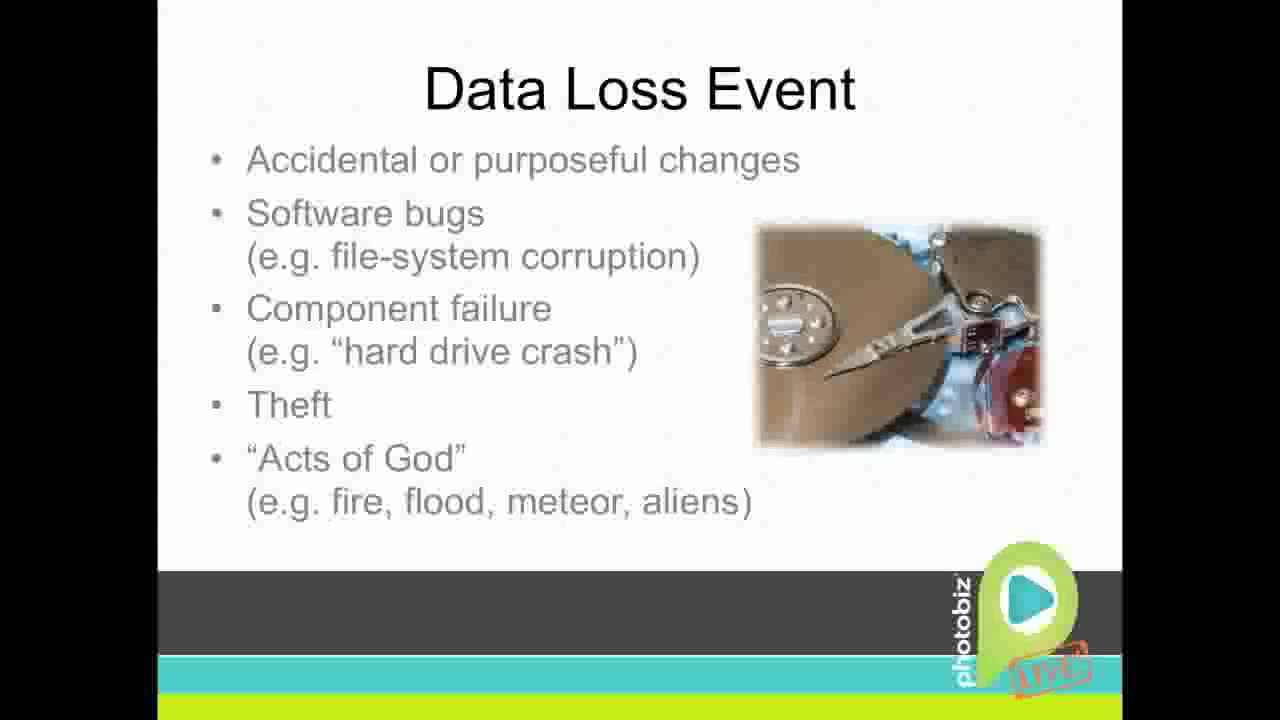 Data Loss Event
• Accidental or purposeful changes
• Software bugs
(e.g. file-system corruption)
• Component failure
(e.g. “hard drive crash”)
• Theft
• “Acts of God”
(e.g. fire, flood, meteor, aliens)
photobiz
LIVE